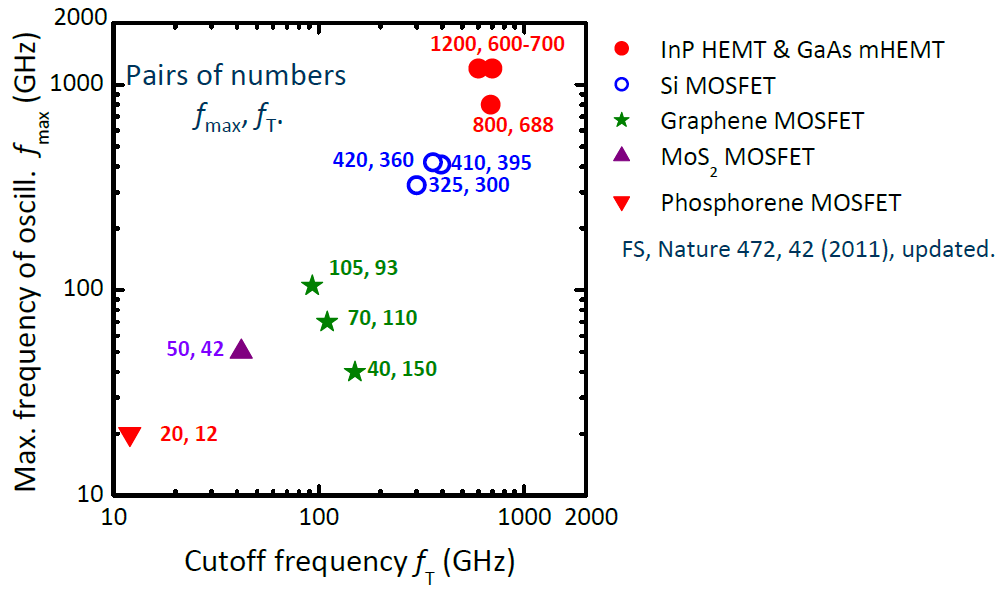 2000
1000
100
10
Max. frequency of oscill. fmax (GHz)
Pairs of numbers
fmax, fT.
1200, 600-700
800, 688
420, 360
410, 395
325, 300
105, 93
70, 110
50, 42
40, 150
20, 12
10
100
1000
2000
Cutoff frequency fT (GHz)
InP HEMT & GaAs mHEMT
Si MOSFET
Graphene MOSFET
MoS2 MOSFET
Phosphorene MOSFET
FS, Nature 472, 42 (2011), updated.